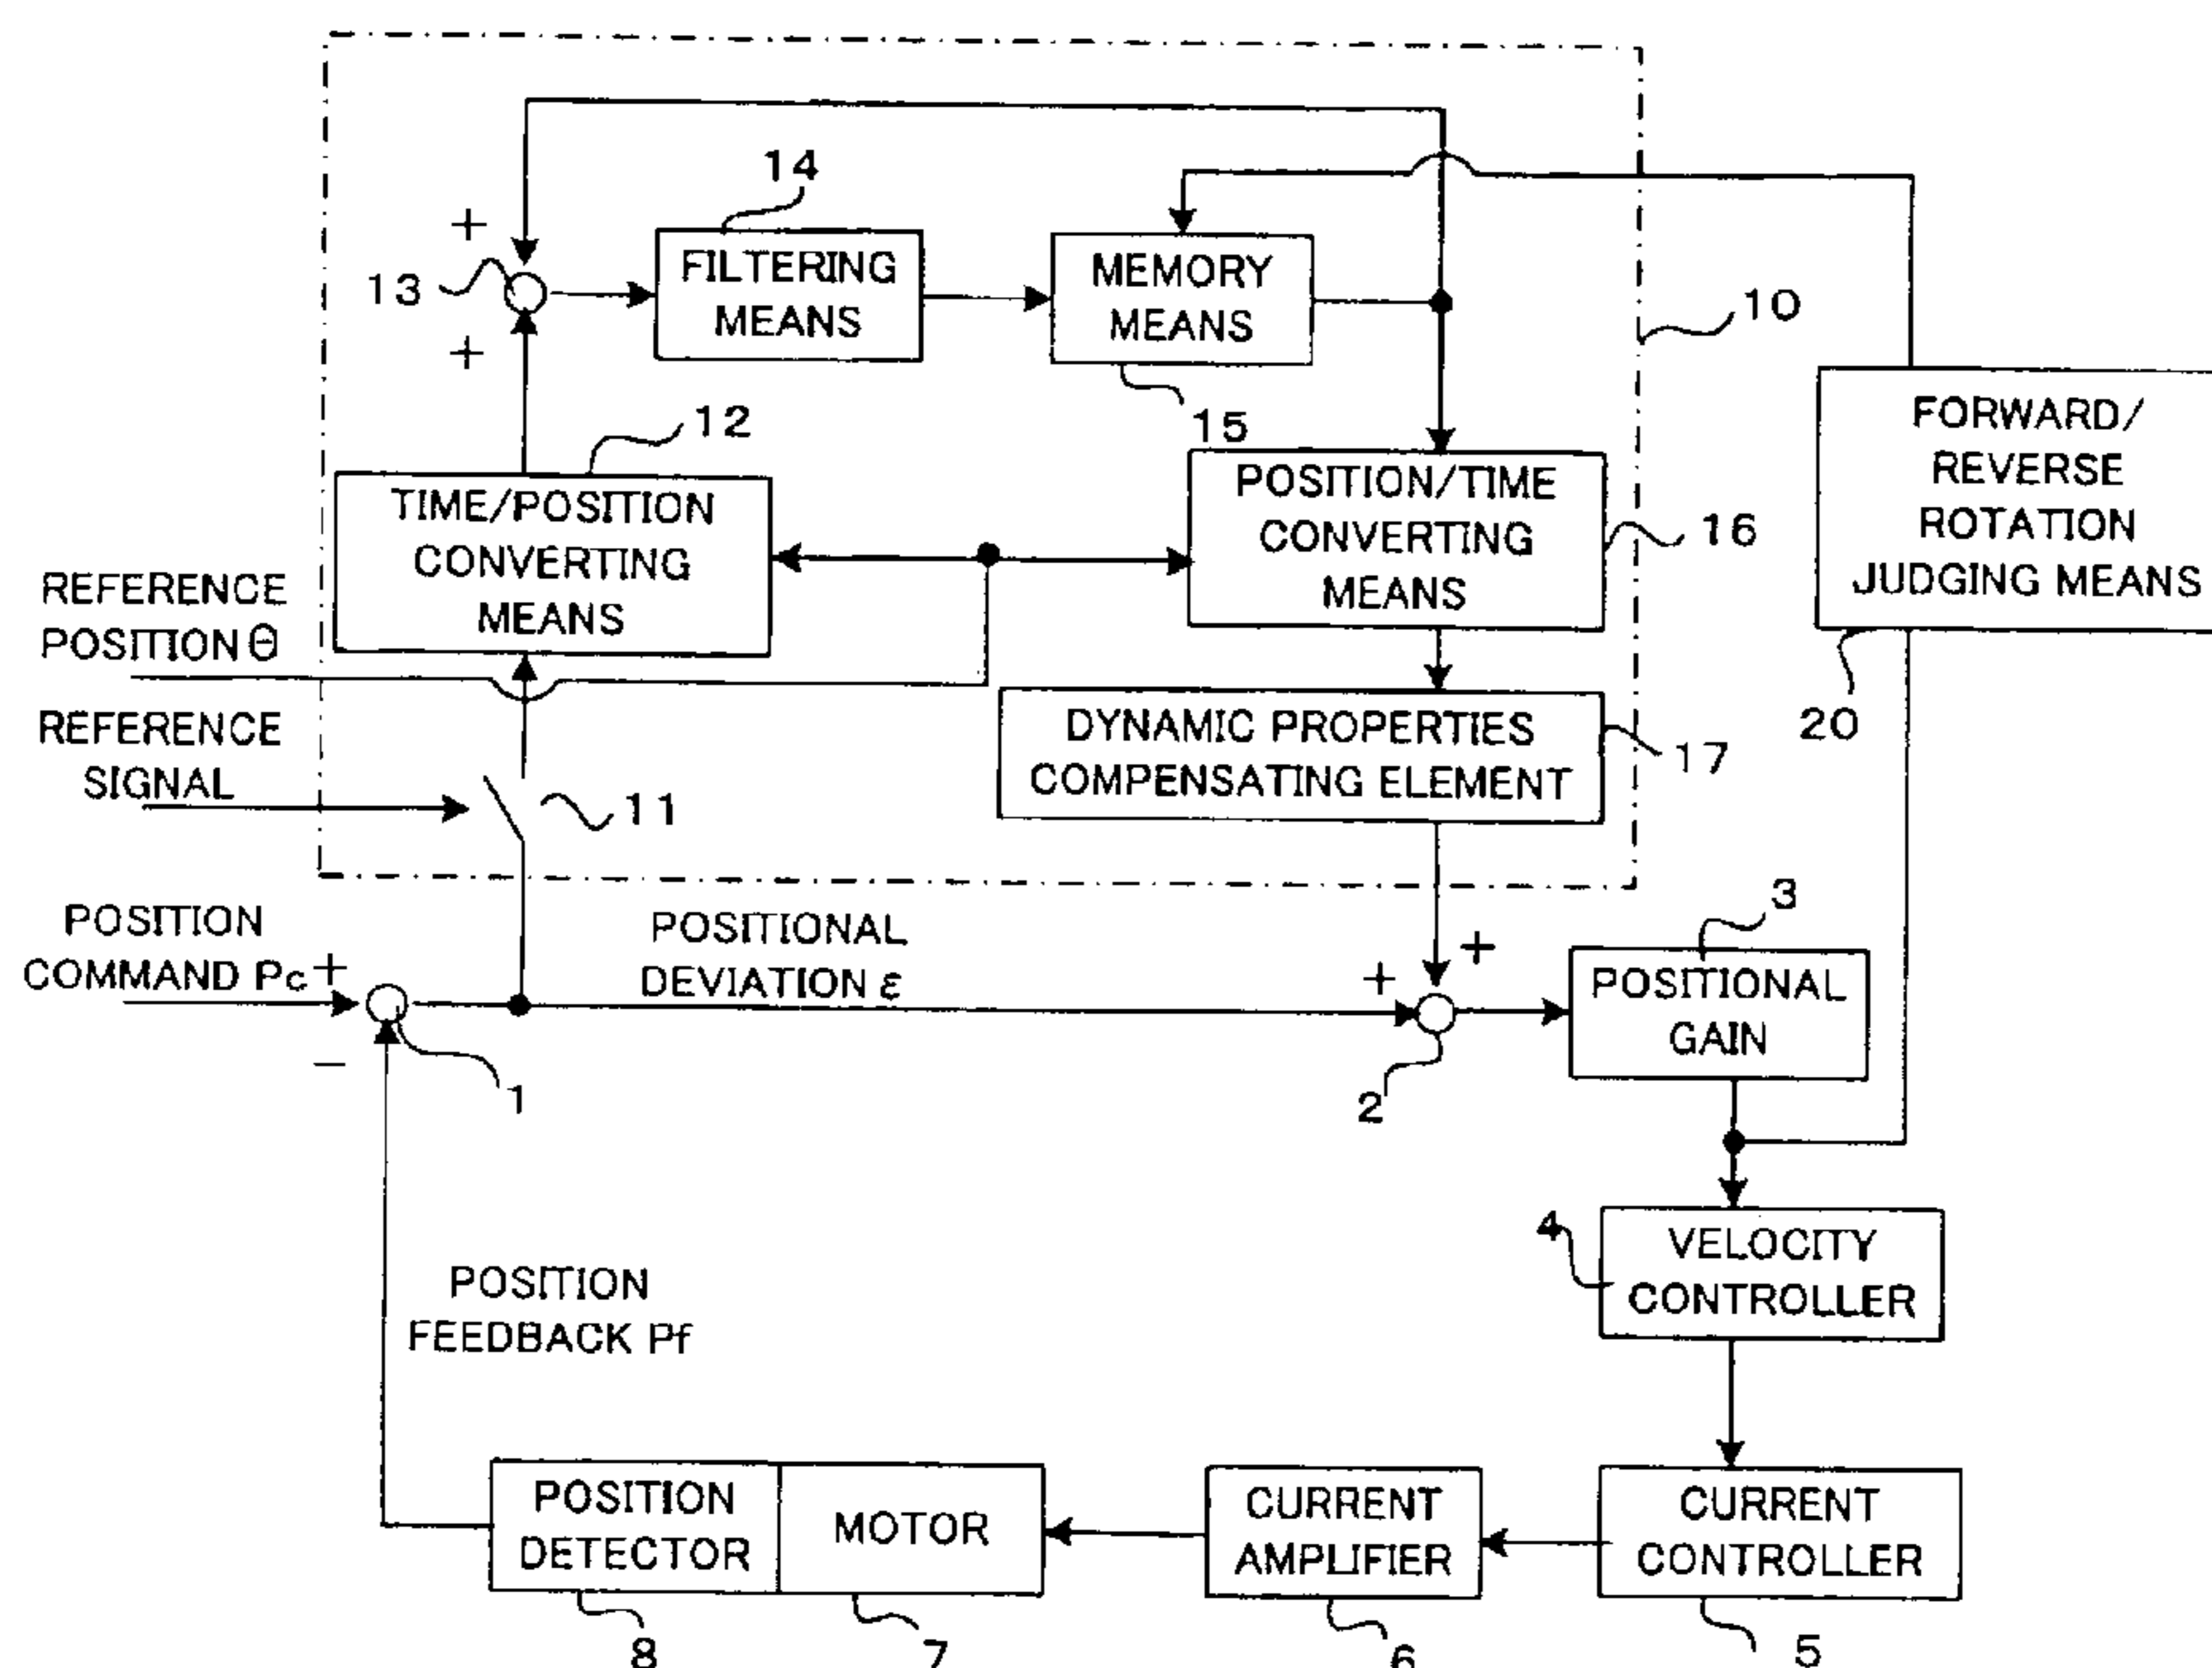 14
+
FILTERING
MEANS
MEMORY
MEANS
13
+
10
12
15
FORWARD/
REVERSE
ROTATION
JUDGING MEANS
TIME/POSITION
CONVERTING
MEANS
POSITION/TIME
CONVERTING
MEANS
16
REFERENCE
POSITION Θ
20
REFERENCE
SIGNAL
11
DYNAMIC PROPERTIES
COMPENSATING ELEMENT
17
POSITION
COMMAND Pc
+
POSITIONAL
DEVIATION ε
+
+
3
POSITIONAL
GAIN
−
1
2
4
VELOCITY
CONTROLLER
POSITION
FEEDBACK Pf
POSITION
DETECTOR
MOTOR
CURRENT
AMPLIFIER
CURRENT
CONTROLLER
8
7
6
5